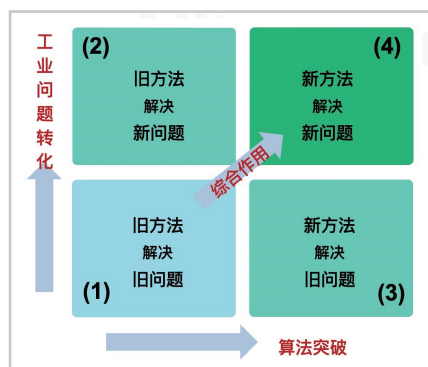 工业问题转化
(2)
旧方法
解决
新问题
(4)
新方法
解决
新问题
综合作用
旧方法
解决
旧问题
(1)
新方法
解决
旧问题
(3)
算法突破